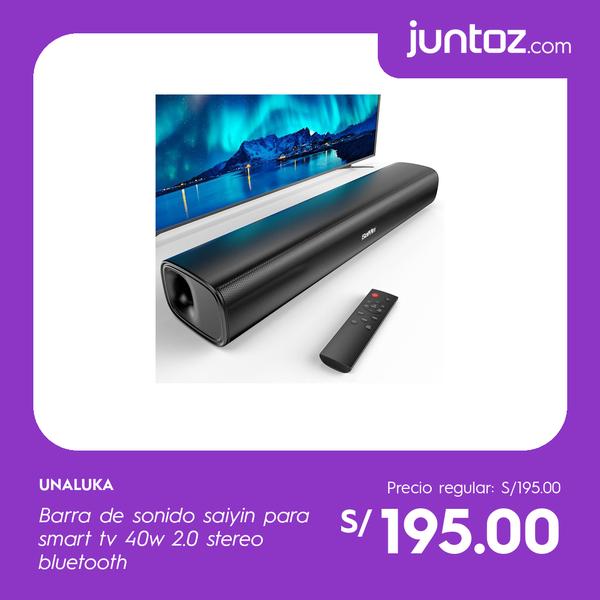 juntoz.com
Saiyin
UNALUKA
Barra de sonido saiyin para
smart tv 40w 2.0 stereo
bluetooth
Precio regular: S/195.00
S/195.00